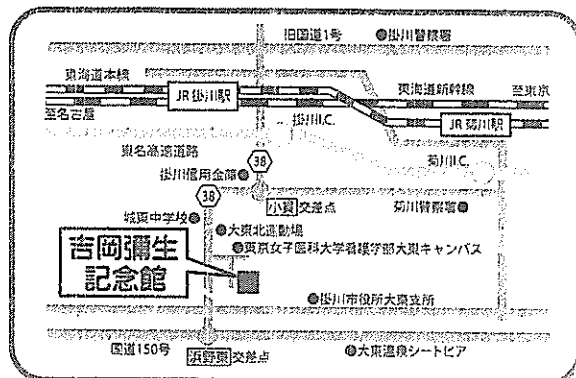 旧国道1号
掛川警察署
東海道本線
JR掛川駅
東海道新幹線
至東京
至名古屋
掛川I.C.
JR菊川駅
東名高速道路
菊川I.C.
38
掛川信用金庫
38
小貫交差点
菊川警察署
城東中学校
大東北運動場
東京女子医科大学看護学部大東キャンパス
吉岡彌生
記念館
掛川市役所大東支所
国道150号
浜野東交差点
大東温泉シートピア